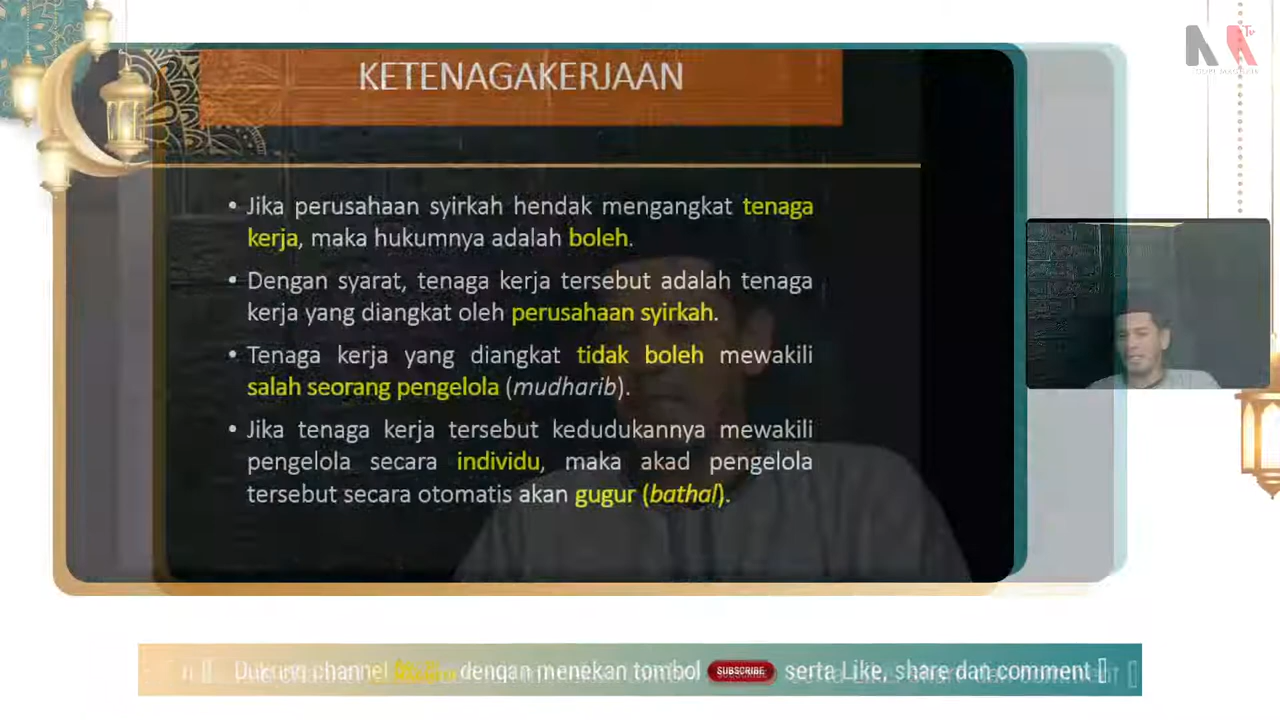 KETENAGAKERJAAN
• Jika perusahaan syirkah hendak mengangkat tenaga
kerja, maka hukumnya adalah boleh.
• Dengan syarat, tenaga kerja tersebut adalah tenaga
kerja yang diangkat oleh perusahaan syirkah.
• Tenaga kerja yang diangkat tidak boleh mewakili
salah seorang pengelola (mudharib).
• Jika tenaga kerja tersebut kedudukannya mewakili
pengelola secara individu, maka akad pengelola
tersebut secara otomatis akan gugur (bathal).
Dukung channel dengan menekan tombol SUBSCRIBE serta Like, share dan comment